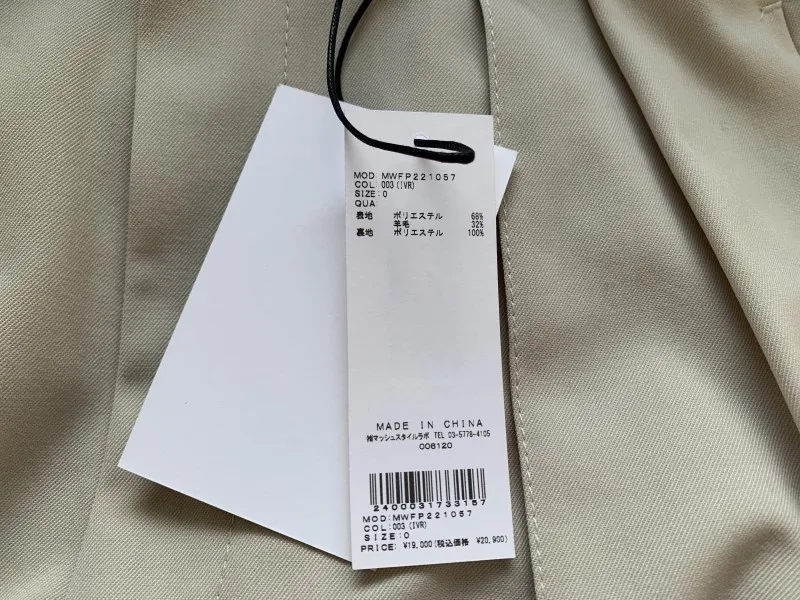 MOD: MWFP221057
COL: 003 (IVR)
SIZE: 0
QUA:
表地 ポリエステル 68%
羊毛 32%
裏地 ポリエステル 100%
MADE IN CHINA
㈱マッシュスタイルラボ TEL 03-5778-4105
006120
2400031733157
MOD: MWFP221057
COL: 003 (IVR)
SIZE: 0
PRICE: ¥19,000(税込価格 ¥20,900)